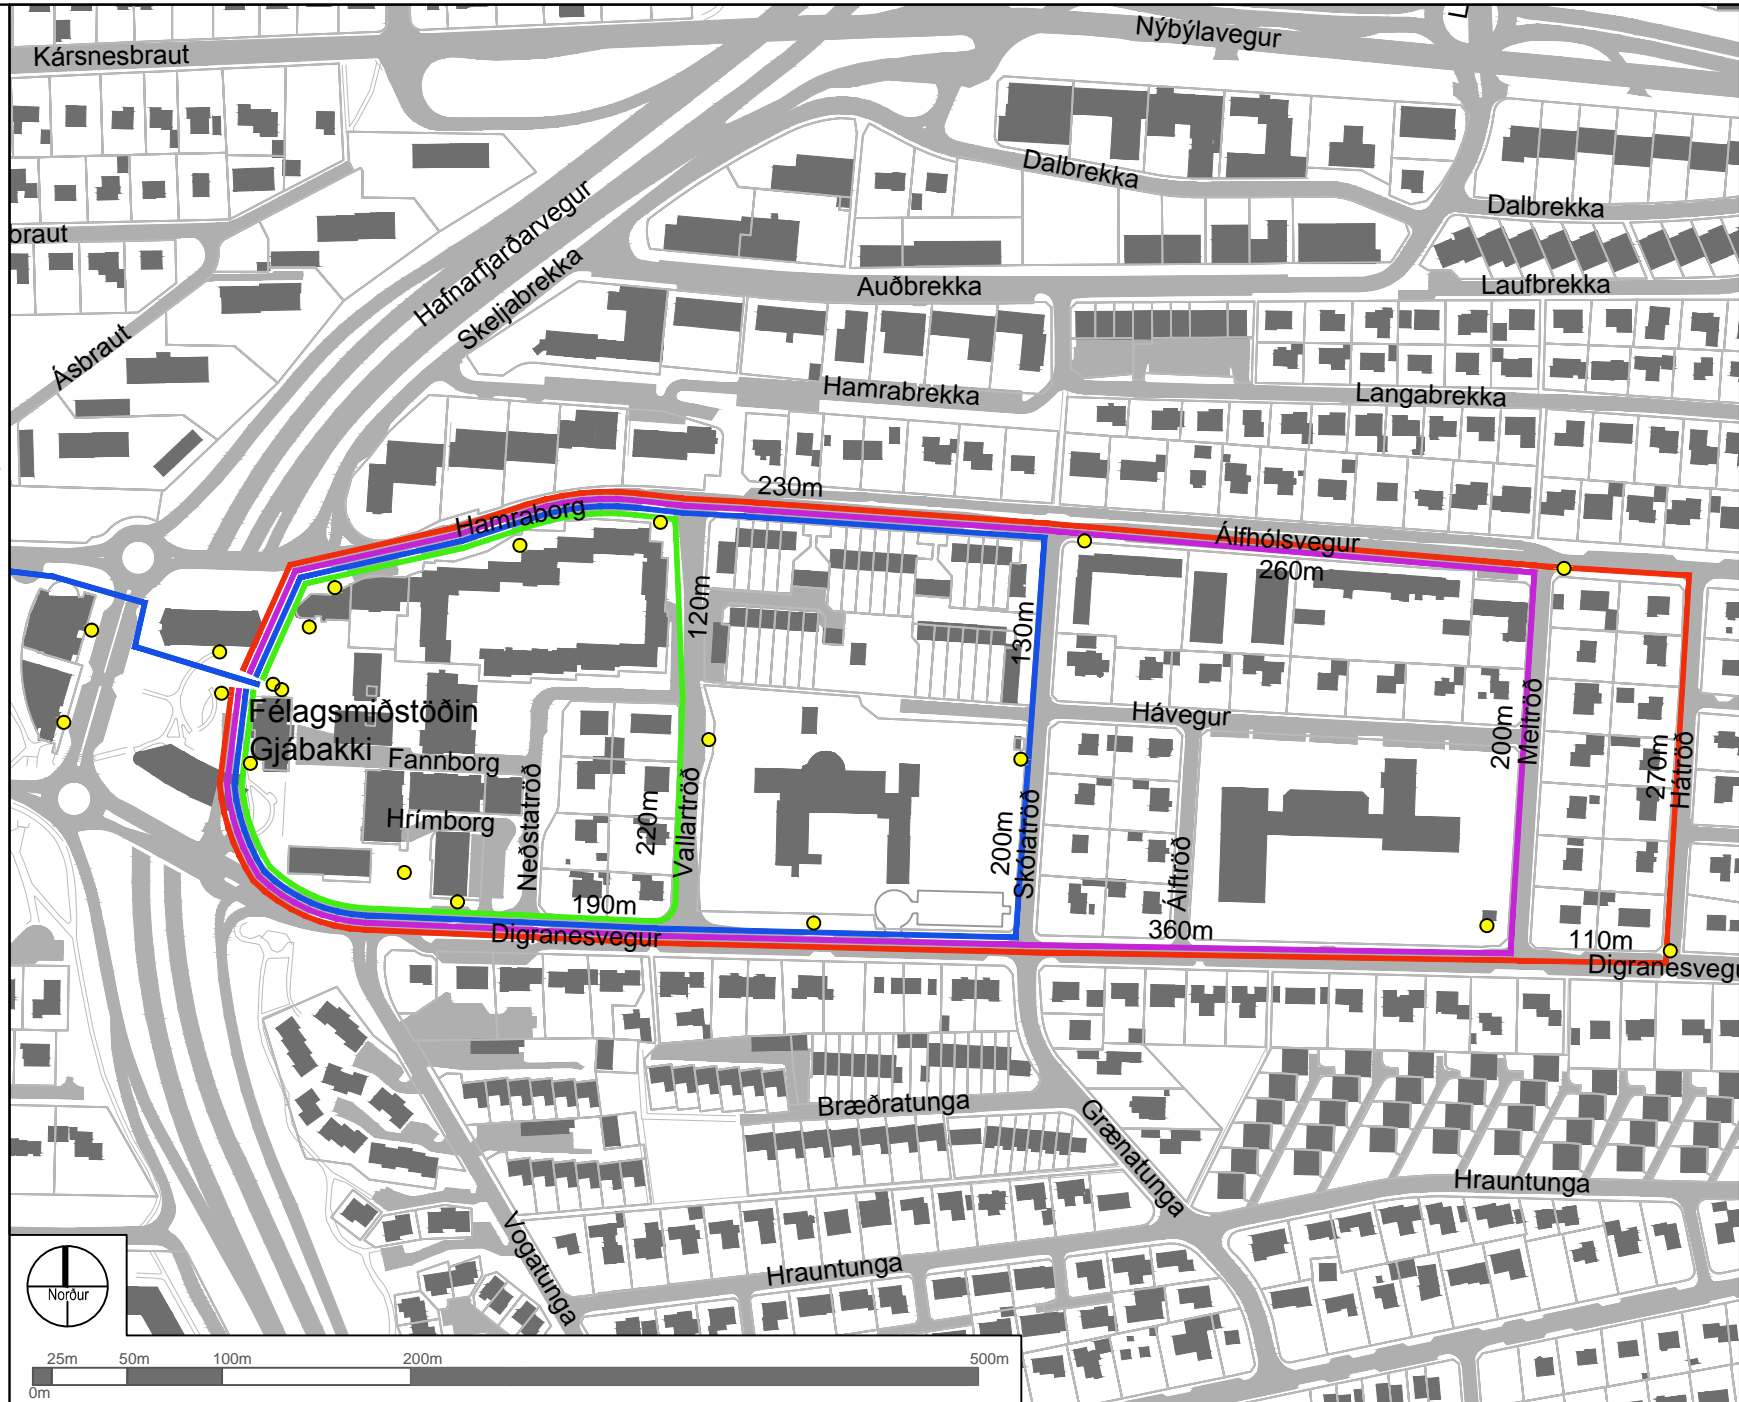 Nýbýlavegur
Kársnesbraut
Dalbrekka
Dalbrekka
braut
Hafnarfjarðarvegur
Skeljabrekka
Auðbrekka
Laufbrekka
Ásbraut
Hamrabrekka
Langabrekka
230m
Hamraborg
Álfhólsvegur
260m
120m
130m
Félagsmiðstöðin
Gjábakki
Hávegur
200m
Meltröð
270m
Hátröð
Fannborg
Hrímborg
Neðstatröð
220m
Vallartröð
200m
Skólatröð
Álftröð
190m
Digranesvegur
360m
110m
Digranesvegu
Bræðratunga
Grænatunga
Hrauntunga
Vogatunga
Hrauntunga
Norður
25m 50m 100m 200m 500m
0m